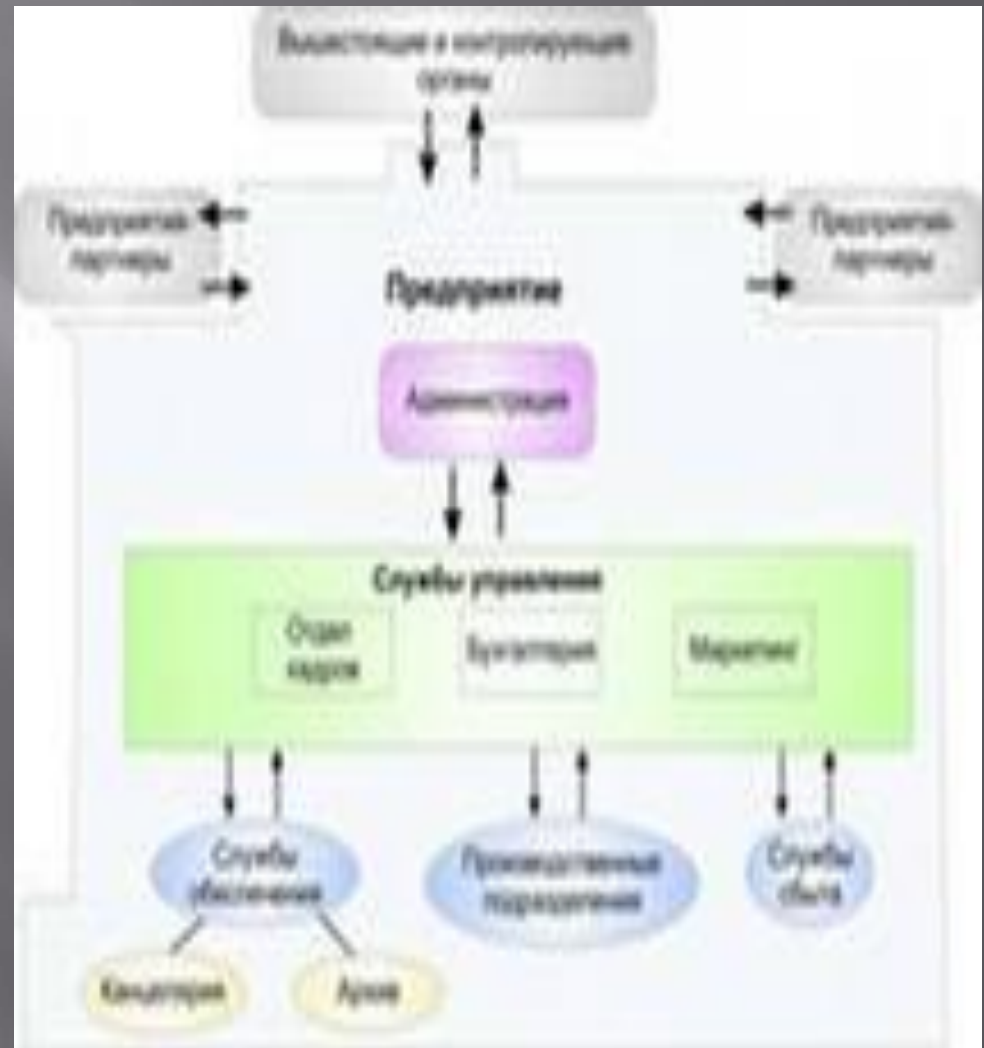 Вышестоящие и контролирующие
органы
Предприятия-
партнеры
Предприятия-
партнеры
Предприятие
Администрация
Службы управления
Отдел
кадров
Бухгалтерия
Маркетинг
Службы
обеспечения
Производственные
подразделения
Службы
сбыта
Канцелярия
Архив